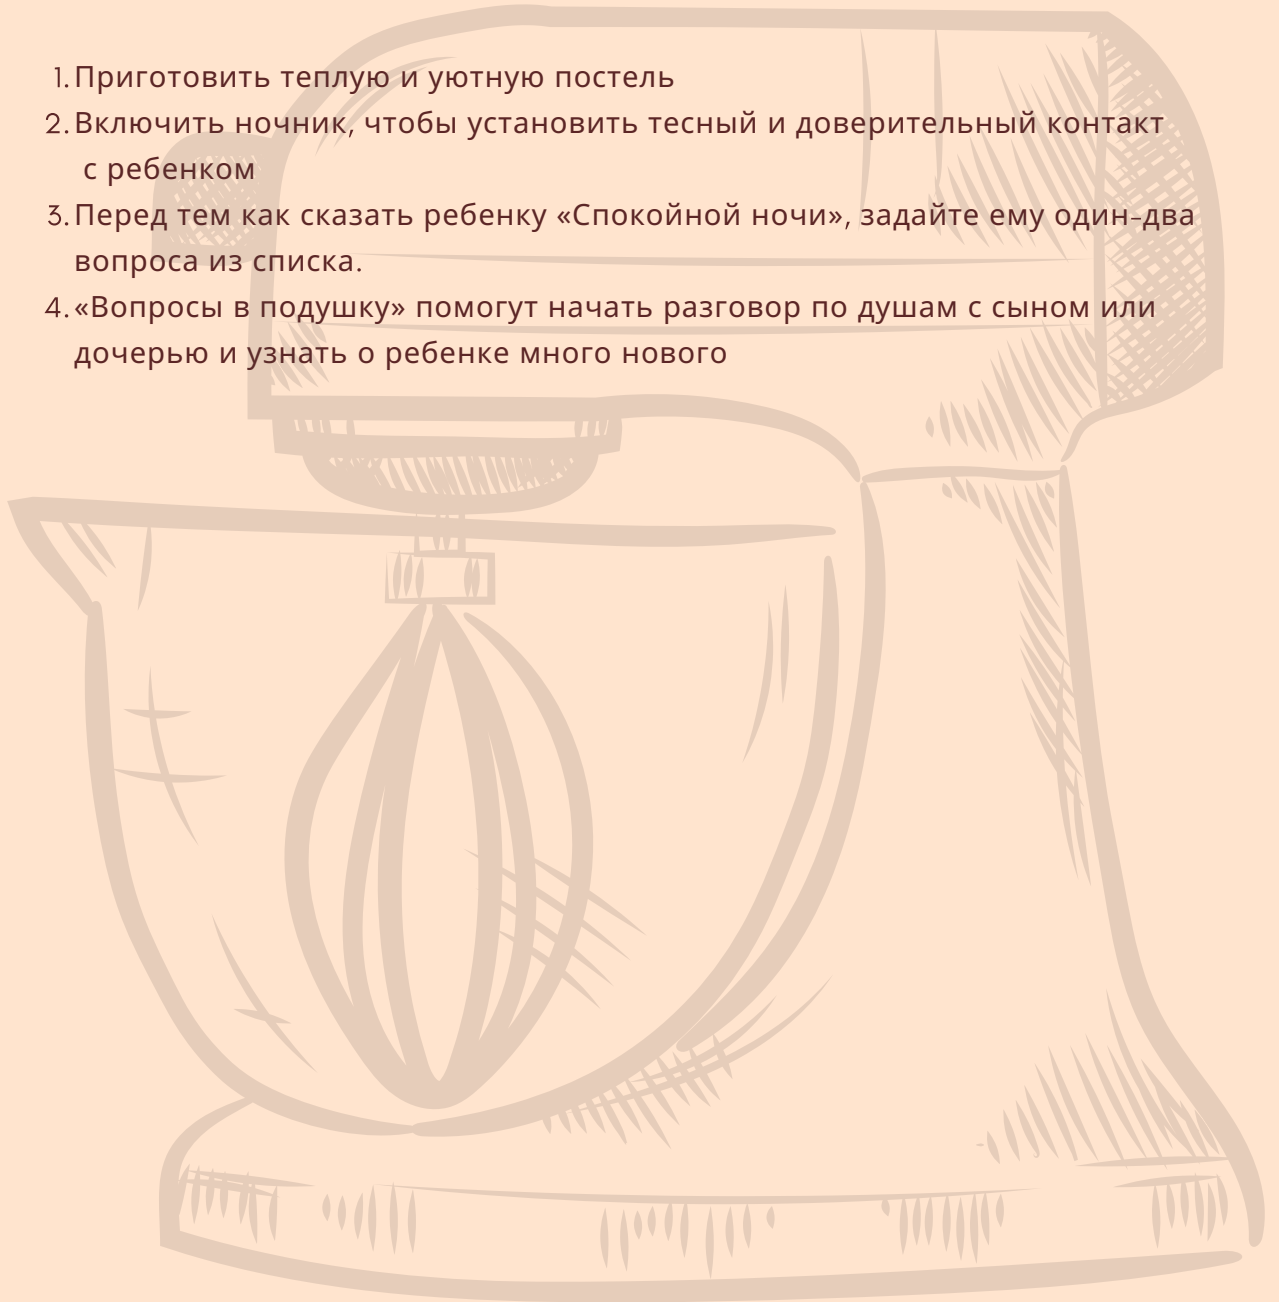 1. Приготовить теплую и уютную постель
2. Включить ночник, чтобы установить тесный и доверительный контакт
с ребенком
3. Перед тем как сказать ребенку «Спокойной ночи», задайте ему один-два
вопроса из списка.
4. «Вопросы в подушку» помогут начать разговор по душам с сыном или
дочерью и узнать о ребенке много нового